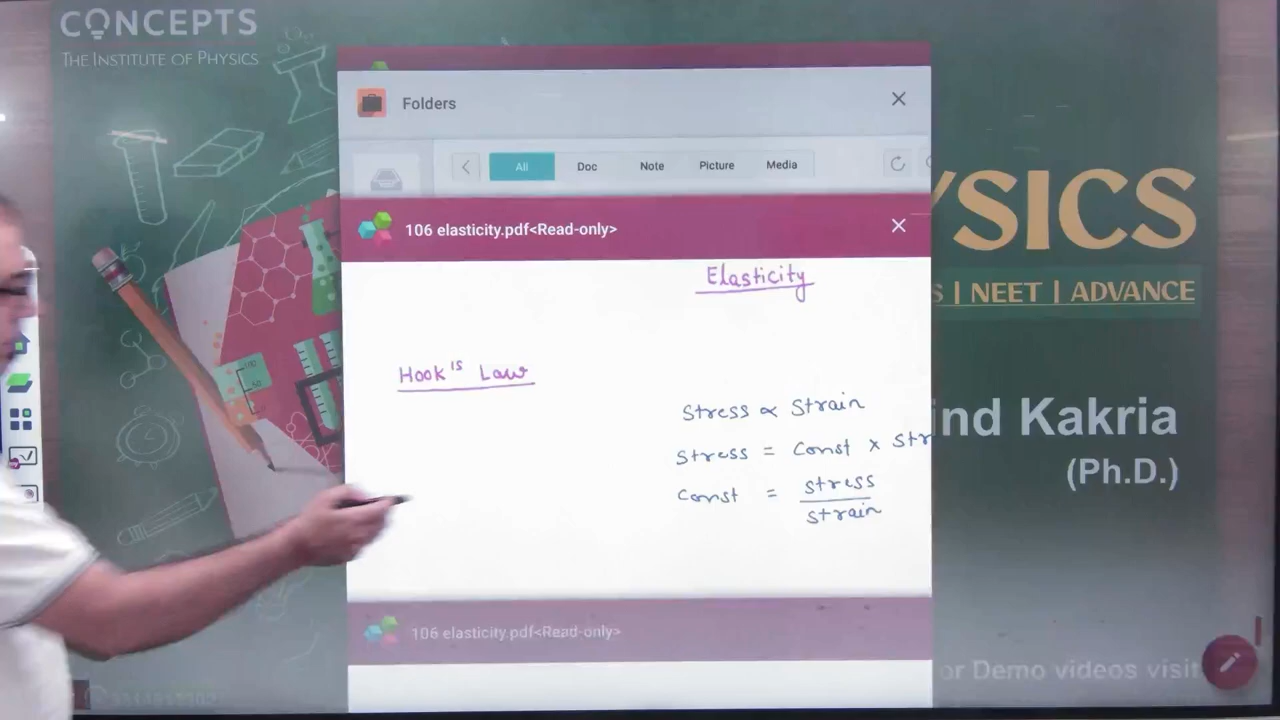 CONCEPTS
THE INSTITUTE OF PHYSICS
Folders
All
Doc
Note
Picture
Media
YSICS
106 elasticity.pdf<Read-only>
S | NEET | ADVANCE
Elasticity
Hook's Law
Stress ∝ Strain
Stress = Const × Str
Const = Stress
Strain
ind Kakria
(Ph.D.)
100
50
106 elasticity.pdf<Read-only>
or Demo videos visit